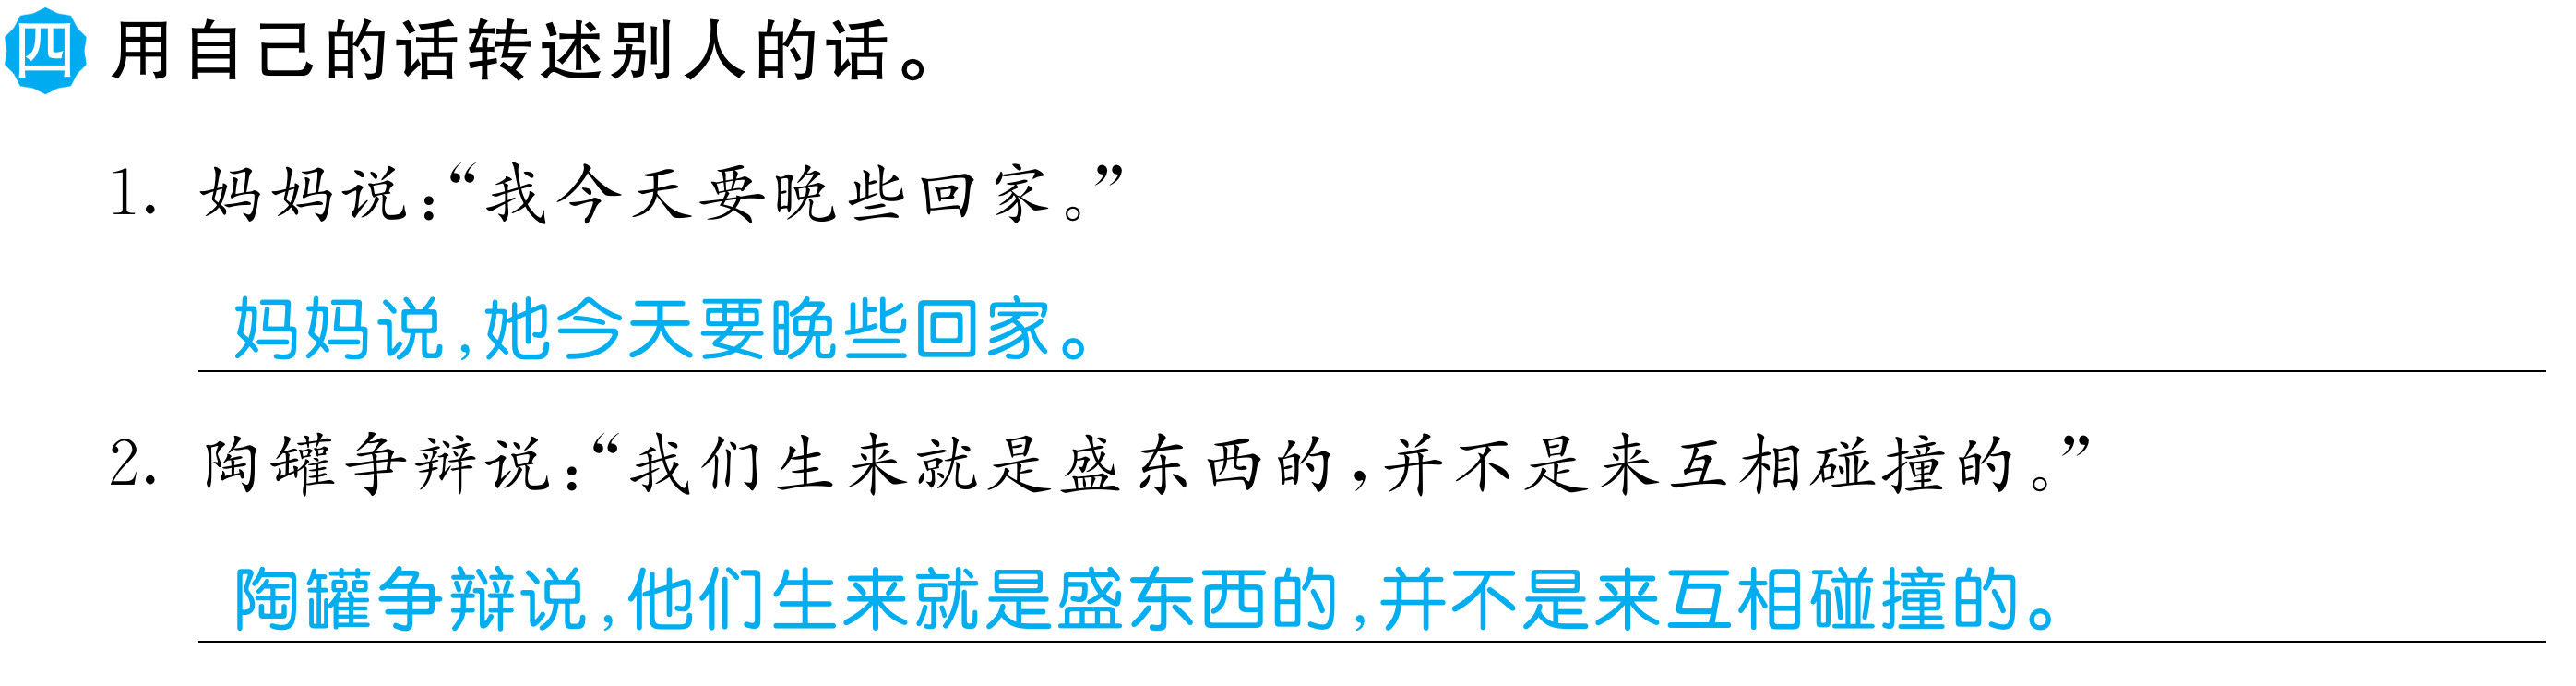 四 用自己的话转述别人的话。
1. 妈妈说：“我今天要晚些回家。”
妈妈说，她今天要晚些回家。
2. 陶罐争辩说：“我们生来就是盛东西的，并不是来互相碰撞的。”
陶罐争辩说，他们生来就是盛东西的，并不是来互相碰撞的。